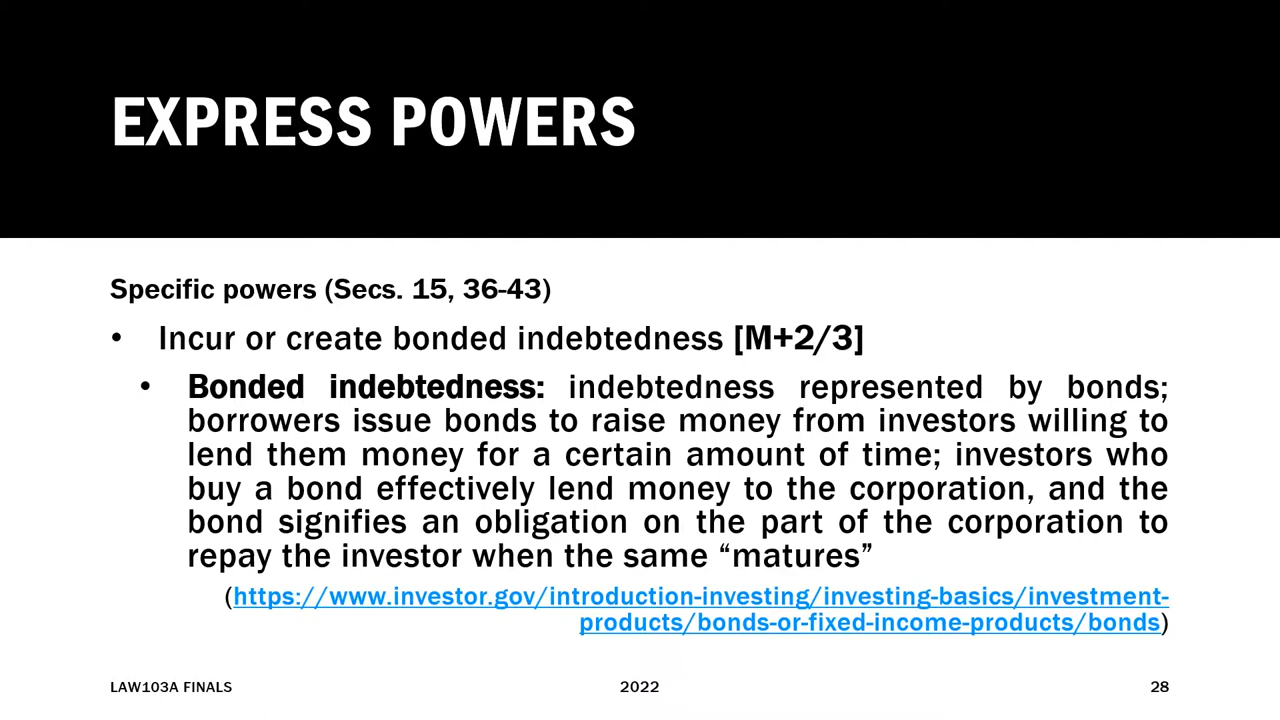 EXPRESS POWERS
Specific powers (Secs. 15, 36-43)
• Incur or create bonded indebtedness [M+2/3]
• Bonded indebtedness: indebtedness represented by bonds;
borrowers issue bonds to raise money from investors willing to
lend them money for a certain amount of time; investors who
buy a bond effectively lend money to the corporation, and the
bond signifies an obligation on the part of the corporation to
repay the investor when the same “matures”
(https://www.investor.gov/introduction-investing/investing-basics/investment-
products/bonds-or-fixed-income-products/bonds)
LAW103A FINALS
2022
28